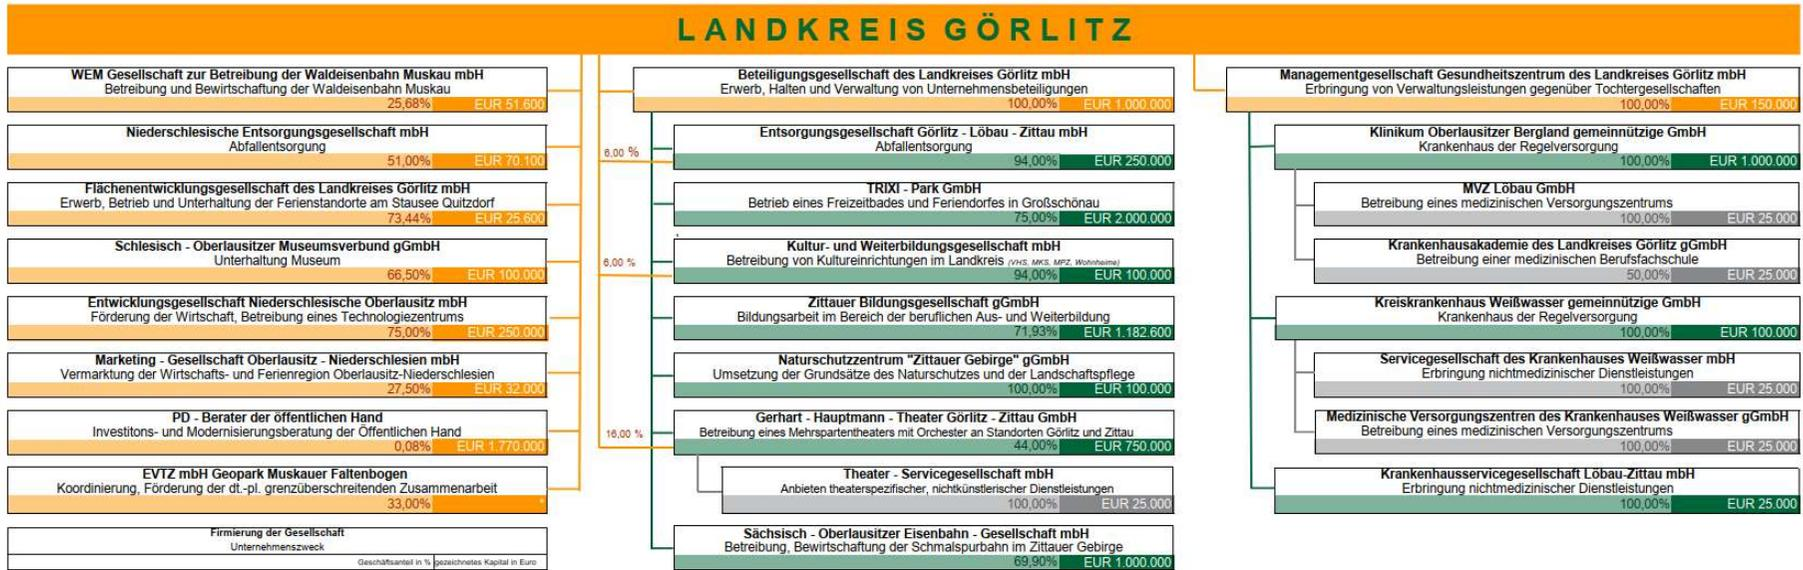 LANDKREIS GÖRLITZ
WEM Gesellschaft zur Betreibung der Waldeisenbahn Muskau mbH
Betreibung und Bewirtschaftung der Waldeisenbahn Muskau
25,68% EUR 51.600
Niederschlesische Entsorgungsgesellschaft mbH
Abfallentsorgung
51,00% EUR 70.100
Flächenentwicklungsgesellschaft des Landkreises Görlitz mbH
Erwerb, Betrieb und Unterhaltung der Ferienstandorte am Stausee Quitzdorf
73,44% EUR 25.600
Schlesisch - Oberlausitzer Museumsverbund gGmbH
Unterhaltung Museum
66,50% EUR 100.000
Entwicklungsgesellschaft Niederschlesische Oberlausitz mbH
Förderung der Wirtschaft, Betreibung eines Technologiezentrums
75,00% EUR 250.000
Marketing - Gesellschaft Oberlausitz - Niederschlesien mbH
Vermarktung der Wirtschafts- und Ferienregion Oberlausitz-Niederschlesien
27,50% EUR 32.000
PD - Berater der öffentlichen Hand
Investitons- und Modernisierungsberatung der Öffentlichen Hand
0,08% EUR 1.770.000
EVTZ mbH Geopark Muskauer Faltenbogen
Koordinierung, Förderung der dt.-pl. grenzüberschreitenden Zusammenarbeit
33,00% *
Firmierung der Gesellschaft
Unternehmenszweck
Geschäftsanteil in % gezeichnetes Kapital in Euro
Beteiligungsgesellschaft des Landkreises Görlitz mbH
Erwerb, Halten und Verwaltung von Unternehmensbeteiligungen
100,00% EUR 1.000.000
Entsorgungsgesellschaft Görlitz - Löbau - Zittau mbH
Abfallentsorgung
6,00 %
94,00% EUR 250.000
TRIXI - Park GmbH
Betrieb eines Freizeitbades und Feriendorfes in Großschönau
75,00% EUR 2.000.000
Kultur- und Weiterbildungsgesellschaft mbH
Betreibung von Kultureinrichtungen im Landkreis (VHS, MKS, MPZ, Wohnheime)
6,00 %
94,00% EUR 100.000
Zittauer Bildungsgesellschaft gGmbH
Bildungsarbeit im Bereich der beruflichen Aus- und Weiterbildung
71,93% EUR 1.182.600
Naturschutzzentrum "Zittauer Gebirge" gGmbH
Umsetzung der Grundsätze des Naturschutzes und der Landschaftspflege
100,00% EUR 100.000
Gerhart - Hauptmann - Theater Görlitz - Zittau GmbH
Betreibung eines Mehrspartentheaters mit Orchester an Standorten Görlitz und Zittau
16,00 %
44,00% EUR 750.000
Theater - Servicegesellschaft mbH
Anbieten theaterspezifischer, nichtkünstlerischer Dienstleistungen
100,00% EUR 25.000
Sächsisch - Oberlausitzer Eisenbahn - Gesellschaft mbH
Betreibung, Bewirtschaftung der Schmalspurbahn im Zittauer Gebirge
69,90% EUR 1.000.000
Managementgesellschaft Gesundheitszentrum des Landkreises Görlitz mbH
Erbringung von Verwaltungsleistungen gegenüber Tochtergesellschaften
100,00% EUR 150.000
Klinikum Oberlausitzer Bergland gemeinnützige GmbH
Krankenhaus der Regelversorgung
100,00% EUR 1.000.000
MVZ Löbau GmbH
Betreibung eines medizinischen Versorgungszentrums
100,00% EUR 25.000
Krankenhausakademie des Landkreises Görlitz gGmbH
Betreibung einer medizinischen Berufsfachschule
50,00% EUR 25.000
Kreiskrankenhaus Weißwasser gemeinnützige GmbH
Krankenhaus der Regelversorgung
100,00% EUR 100.000
Servicegesellschaft des Krankenhauses Weißwasser mbH
Erbringung nichtmedizinischer Dienstleistungen
100,00% EUR 25.000
Medizinische Versorgungszentren des Krankenhauses Weißwasser gGmbH
Betreibung eines medizinischen Versorgungszentrums
100,00% EUR 25.000
Krankenhausservicegesellschaft Löbau-Zittau mbH
Erbringung nichtmedizinischer Dienstleistungen
100,00% EUR 25.000